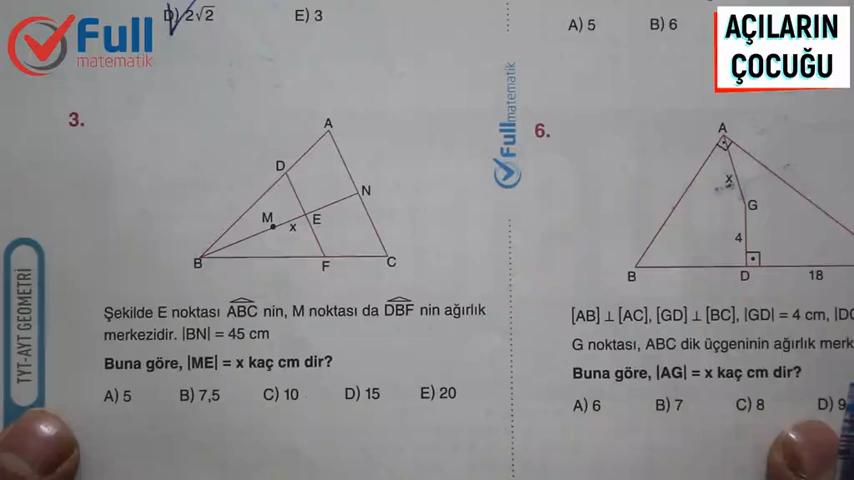 Full
matematik
D) 2√2
E) 3
A) 5
B) 6
AÇILARIN
ÇOCUĞU
TYT-AYT GEOMETRİ
3.
A
D
N
M
E
x
B
F
C
Şekilde E noktası ABC nin, M noktası da DBF nin ağırlık
merkezidir. |BN| = 45 cm
Buna göre, |ME| = x kaç cm dir?
A) 5 B) 7,5 C) 10 D) 15 E) 20
Full matematik
6.
A
x
G
4
B
D
18
[AB] ⊥ [AC], [GD] ⊥ [BC], |GD| = 4 cm,
G noktası, ABC dik üçgeninin ağırlık
Buna göre, |AG| = x kaç cm dir?
A) 6 B) 7 C) 8 D) 9